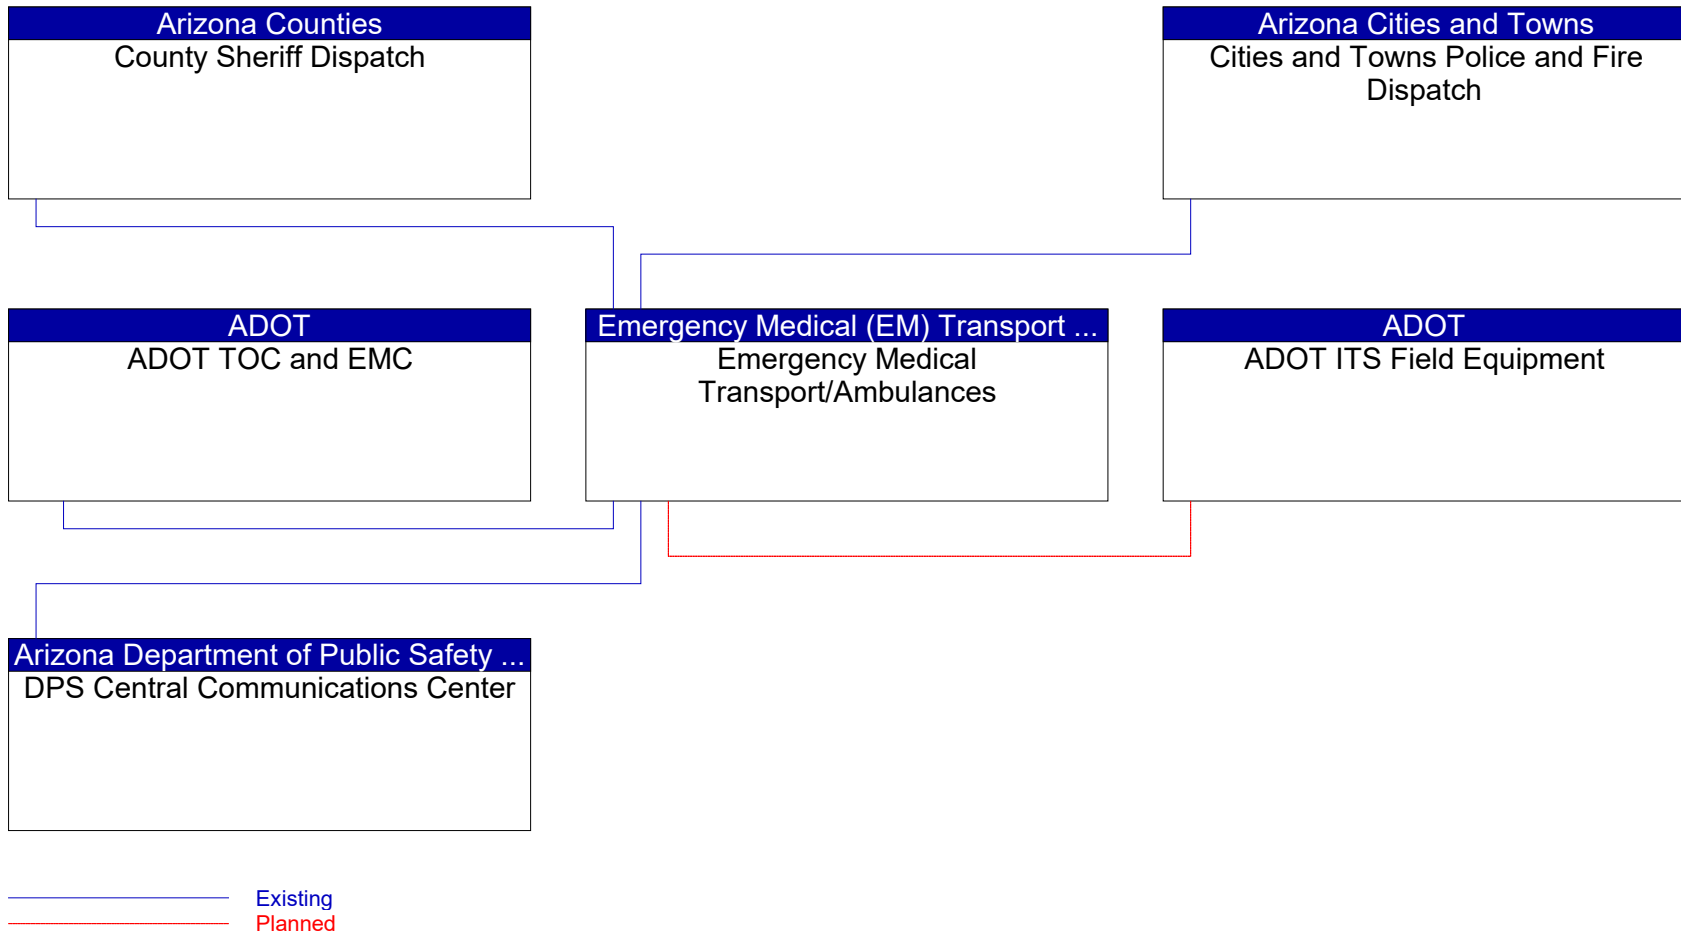 Arizona Counties
County Sheriff Dispatch
Arizona Cities and Towns
Cities and Towns Police and Fire
Dispatch
ADOT
ADOT TOC and EMC
Emergency Medical (EM) Transport ...
Emergency Medical
Transport/Ambulances
ADOT
ADOT ITS Field Equipment
Arizona Department of Public Safety ...
DPS Central Communications Center
Existing
Planned